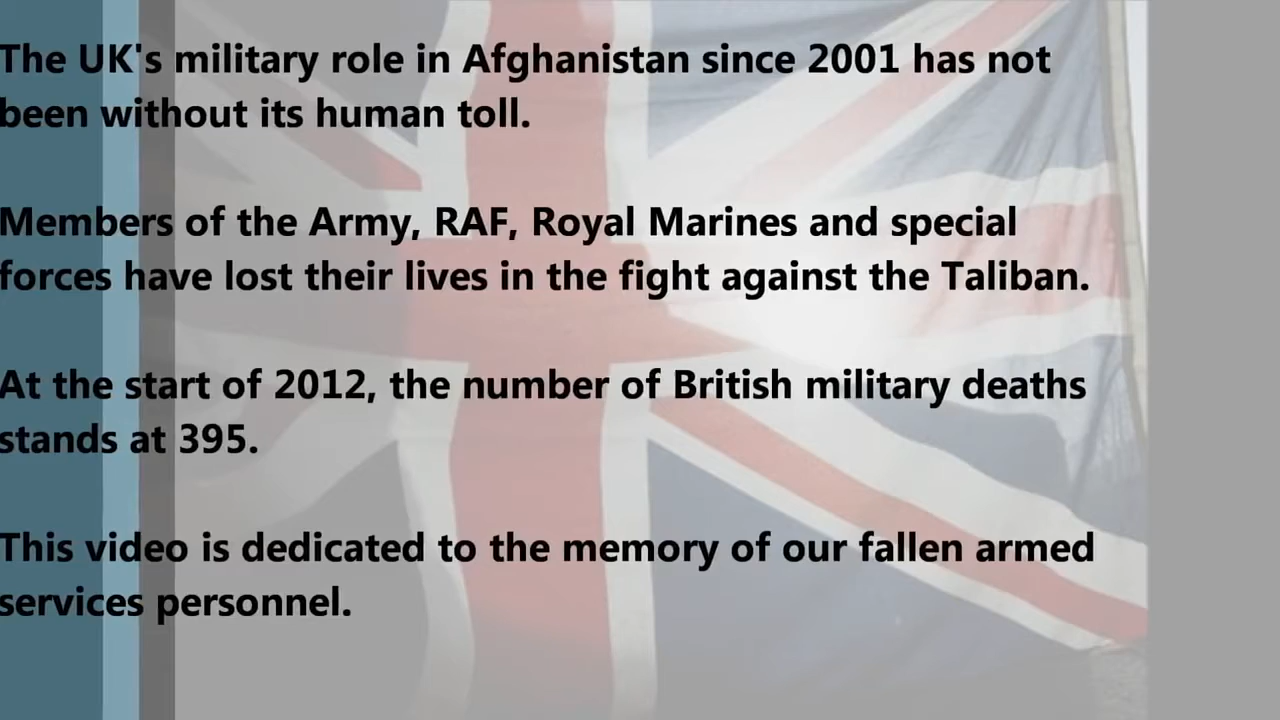 The UK's military role in Afghanistan since 2001 has not
been without its human toll.
Members of the Army, RAF, Royal Marines and special
forces have lost their lives in the fight against the Taliban.
At the start of 2012, the number of British military deaths
stands at 395.
This video is dedicated to the memory of our fallen armed
services personnel.